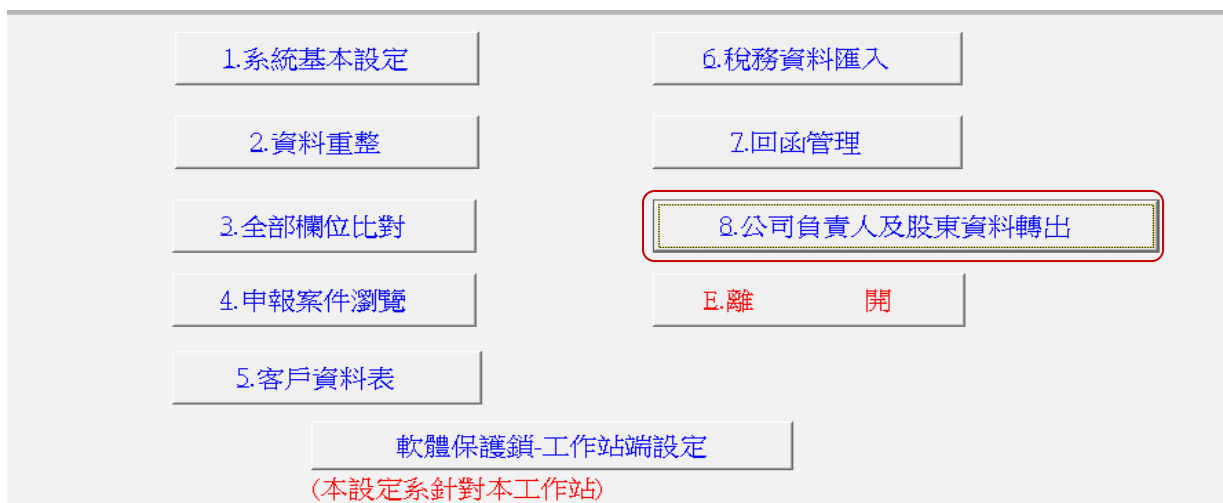 1.系統基本設定
6.稅務資料匯入
2.資料重整
7.回函管理
3.全部欄位比對
8.公司負責人及股東資料轉出
4.申報案件瀏覽
E.離 開
5.客戶資料表
軟體保護鎖-工作站端設定
(本設定系針對本工作站)